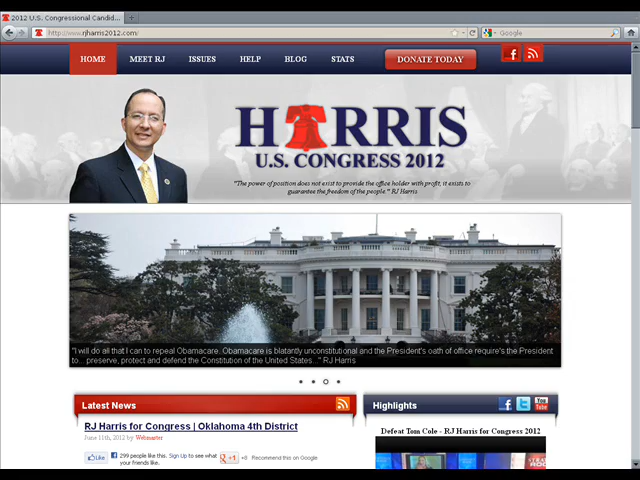 2012 U.S. Congressional Candid...
http://www.rjharris2012.com/
Google
HOME MEET RJ ISSUES HELP BLOG STATS DONATE TODAY
HARRIS
U.S. CONGRESS 2012
"The power of position does not exist to provide the office holder with profit, it exists to
guarantee the freedom of the people." RJ Harris
"I will do all that I can to repeal Obamacare. Obamacare is blatantly unconstitutional and the President's oath of office require's the President
to... preserve, protect and defend the Constitution of the United States..." RJ Harris
Latest News
RJ Harris for Congress | Oklahoma 4th District
June 11th, 2012 by Webmaster
Like 299 people like this. Sign Up to see what
your friends like.
+1 +0 Recommend this on Google
Highlights
You Tube
Defeat Tom Cole - RJ Harris for Congress 2012